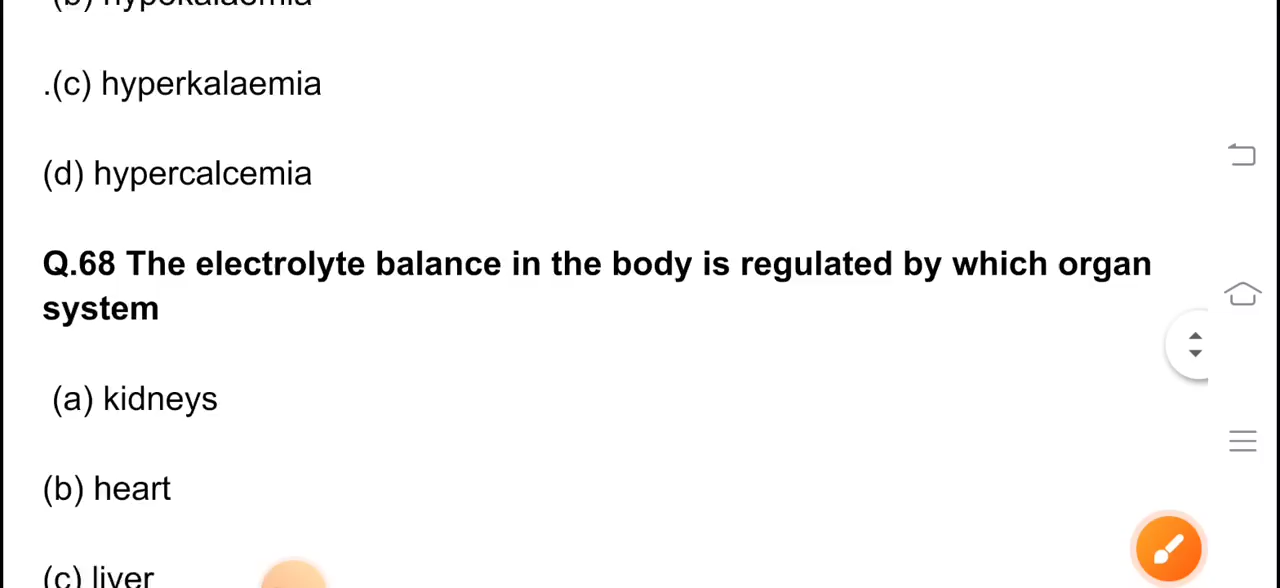 .(c) hyperkalaemia
(d) hypercalcemia
Q.68 The electrolyte balance in the body is regulated by which organ
system
(a) kidneys
(b) heart
(c) liver